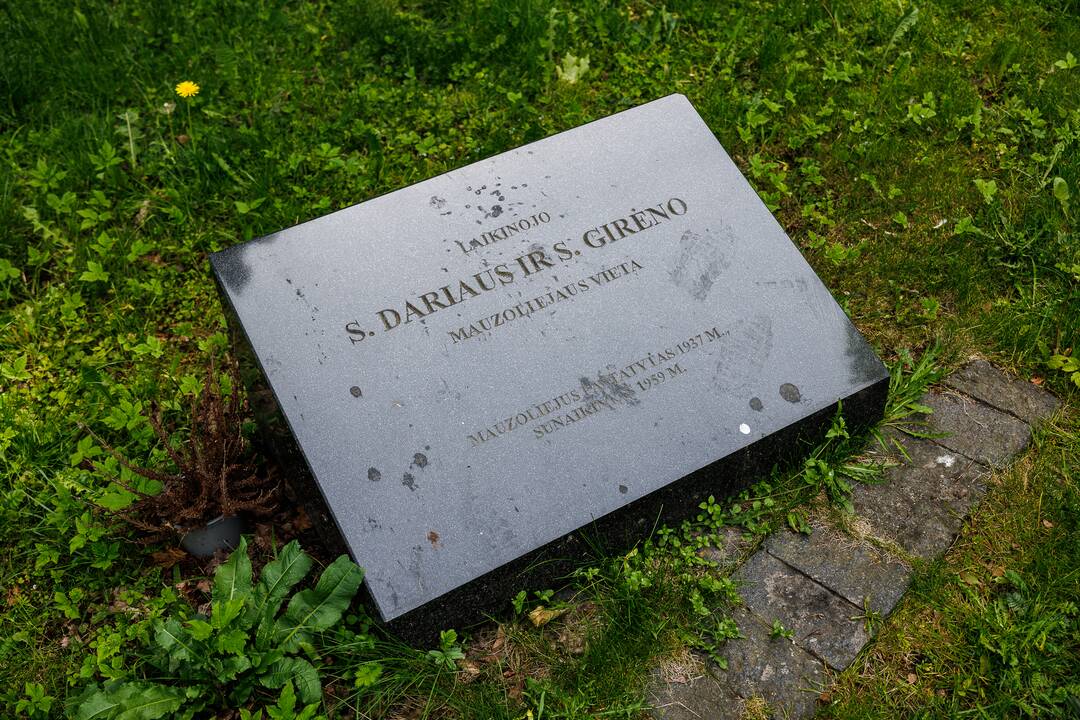 LAIKINOJO
S. DARIAUS IR S. GIRĖNO
MAUZOLIEJAUS VIETA
MAUZOLIEJUS PASTATYTAS 1937 M.,
SUNAIKINTAS 1959 M.